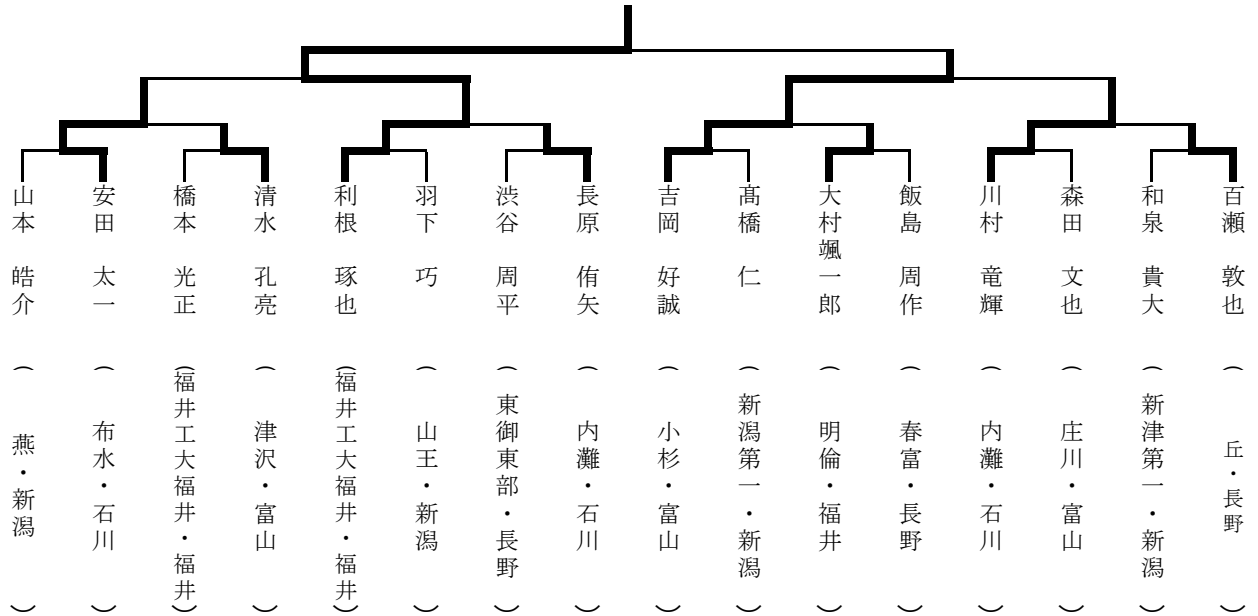 山本 皓介 （ 燕・新潟 ）
安田 太一 （ 布水・石川 ）
橋本 光正 （福井工大福井・福井）
清水 孔亮 （ 津沢・富山 ）
利根 琢也 （福井工大福井・福井）
羽下 巧 （ 山王・新潟 ）
渋谷 周平 （ 東御東部・長野 ）
長原 侑矢 （ 内灘・石川 ）
吉岡 好誠 （ 小杉・富山 ）
髙橋 仁 （ 新潟第一・新潟 ）
大村颯一郎 （ 明倫・福井 ）
飯島 周作 （ 春富・長野 ）
川村 竜輝 （ 内灘・石川 ）
森田 文也 （ 庄川・富山 ）
和泉 貴大 （ 新津第一・新潟 ）
百瀬 敦也 （ 丘・長野 ）